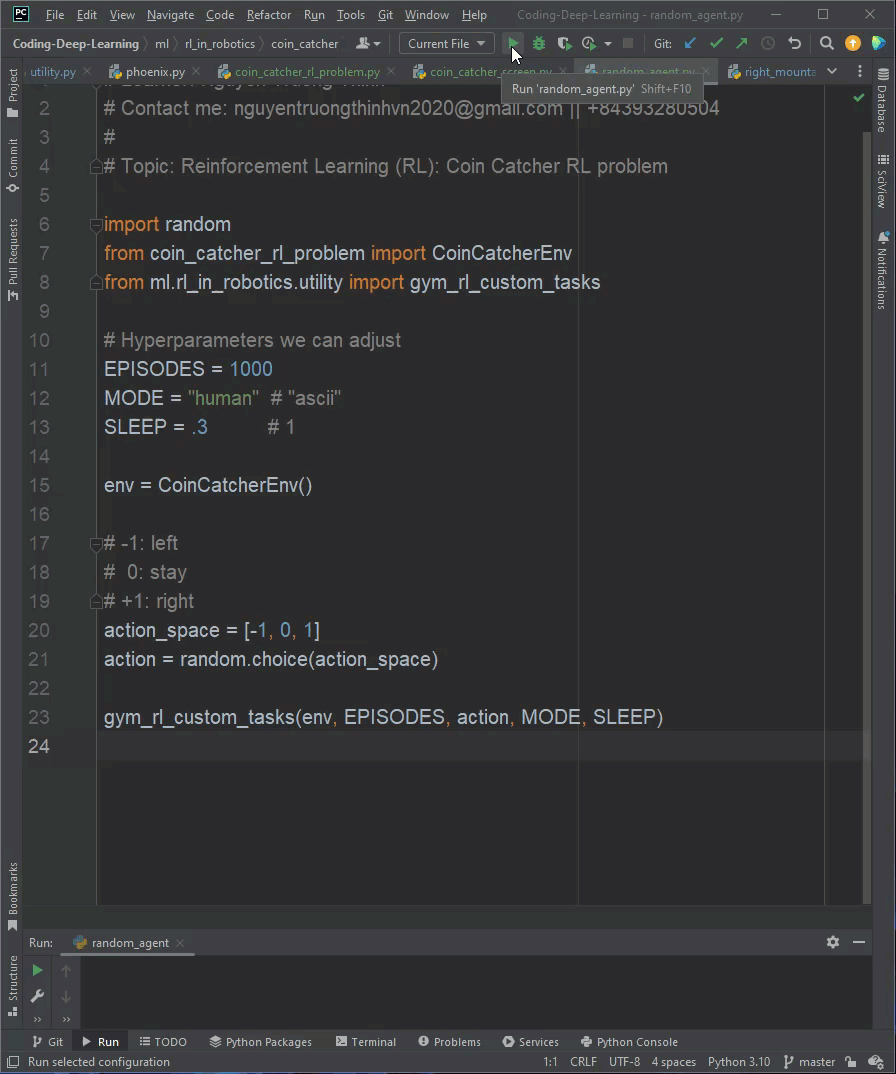 PC File Edit View Navigate Code Refactor Run Tools Git Window Help Coding-Deep-Learning - random_agent.py
Coding-Deep-Learning ml rl_in_robotics coin_catcher Current File Git:
utility.py phoenix.py coin_catcher_rl_problem.py coin_catcher_screen.py random_agent.py right_mounta
Run 'random_agent.py' Shift+F10
Project
Commit
Pull Requests
Bookmarks
Structure
Database
SciView
Notifications
2 # Contact me: nguyentruongthinhvn2020@gmail.com || +84393280504
3 #
4 # Topic: Reinforcement Learning (RL): Coin Catcher RL problem
5
6 import random
7 from coin_catcher_rl_problem import CoinCatcherEnv
8 from ml.rl_in_robotics.utility import gym_rl_custom_tasks
9
10 # Hyperparameters we can adjust
11 EPISODES = 1000
12 MODE = "human" # "ascii"
13 SLEEP = .3 # 1
14
15 env = CoinCatcherEnv()
16
17 # -1: left
18 # 0: stay
19 # +1: right
20 action_space = [-1, 0, 1]
21 action = random.choice(action_space)
22
23 gym_rl_custom_tasks(env, EPISODES, action, MODE, SLEEP)
24
Run: random_agent
Git Run TODO Python Packages Terminal Problems Services Python Console
Run selected configuration 1:1 CRLF UTF-8 4 spaces Python 3.10 master